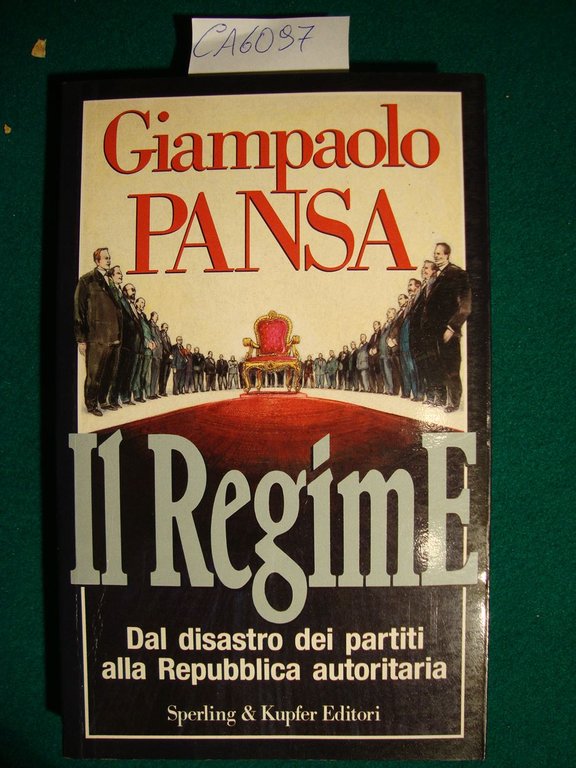 CA6097
Giampaolo
PANSA
Il RegimE
Dal disastro dei partiti
alla Repubblica autoritaria
Sperling & Kupfer Editori